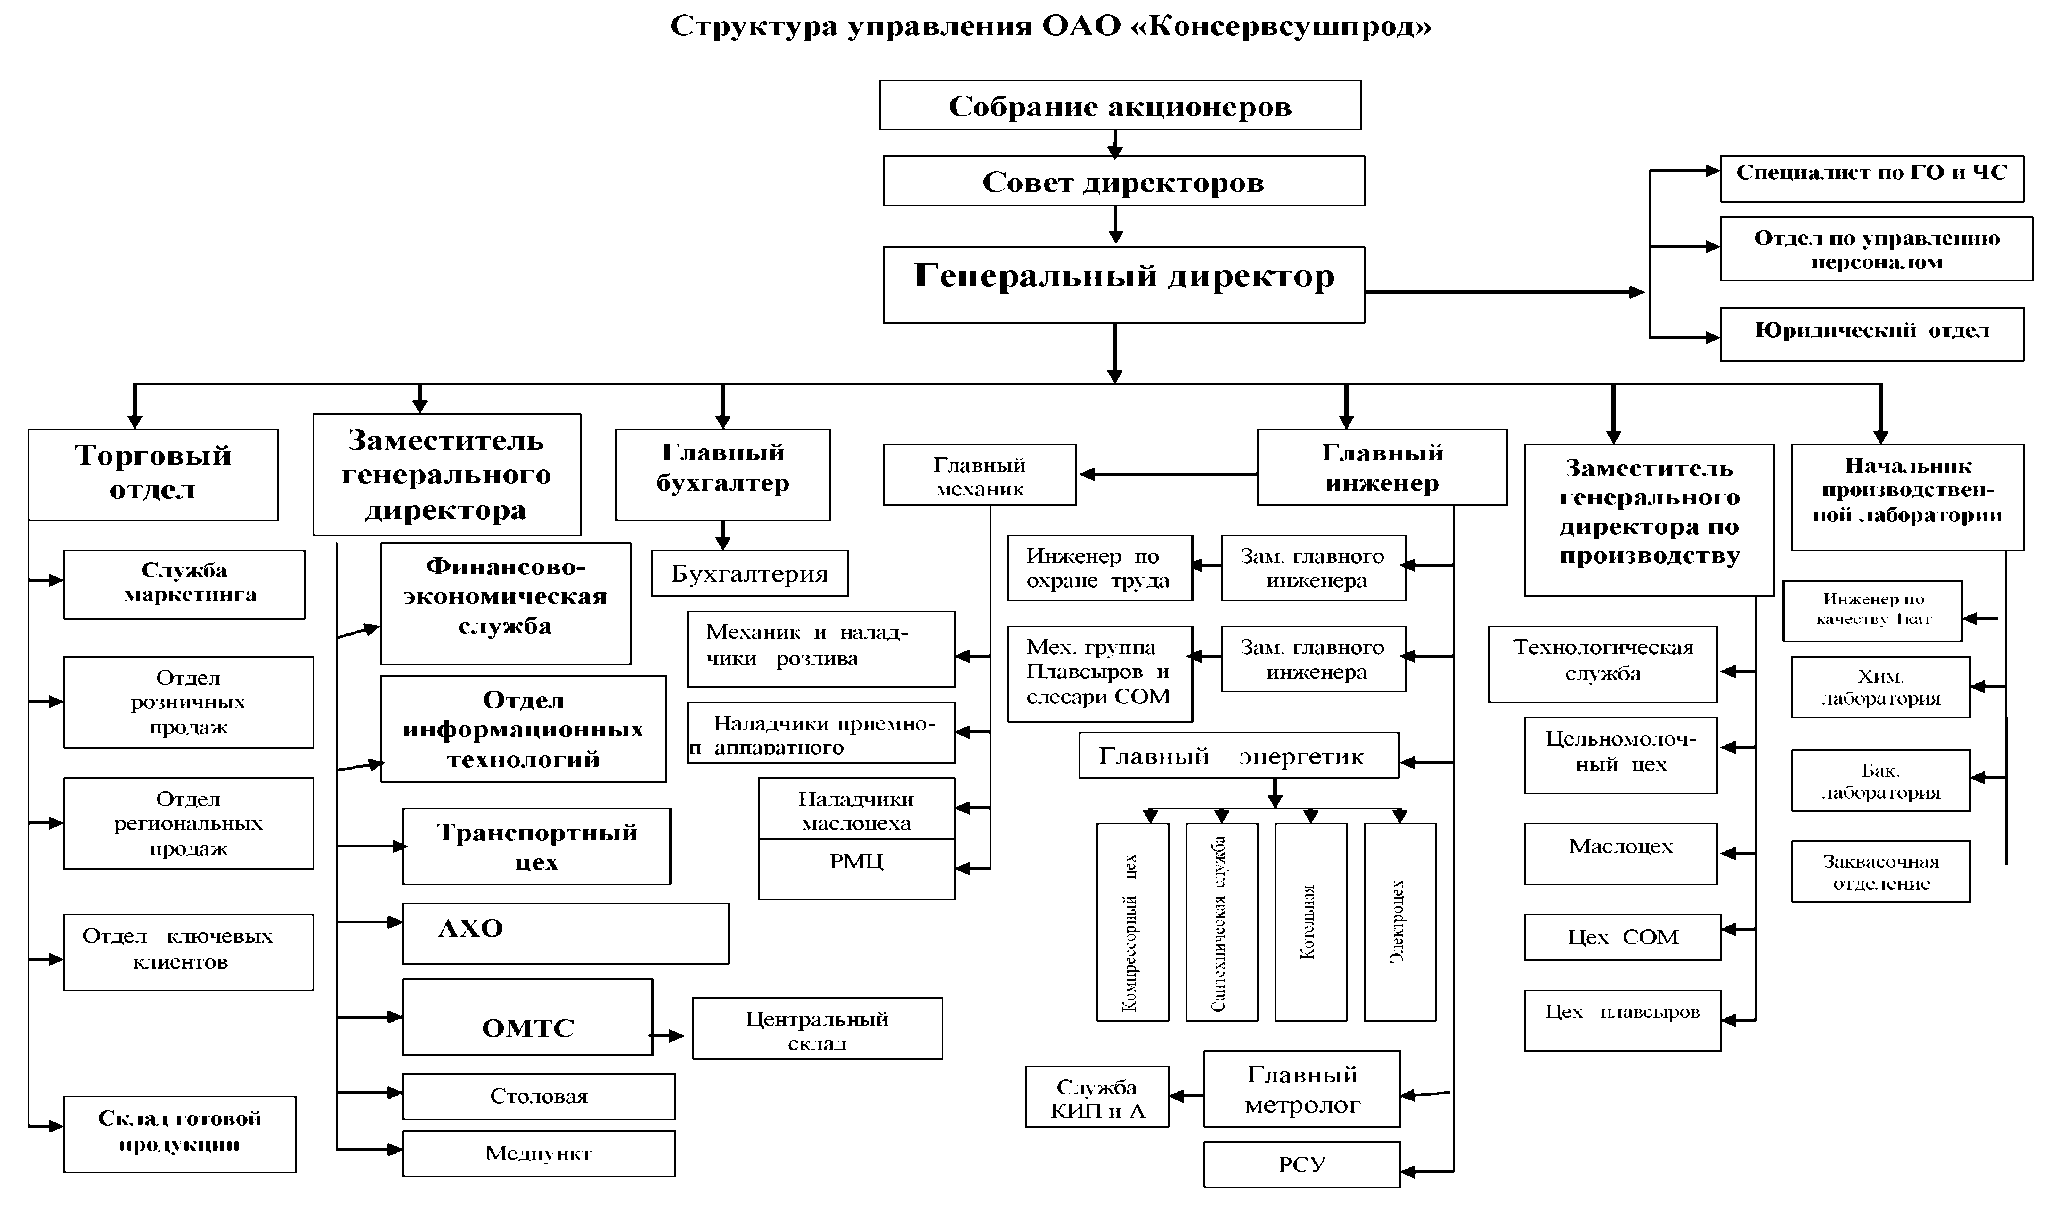 Структура управления ОАО «Консервсушпрод»
Собрание акционеров
Совет директоров
Генеральный директор
Специалист по ГО и ЧС
Отдел по управлению
персоналом
Юридический отдел
Торговый
отдел
Заместитель
генерального
директора
Главный
бухгалтер
Главный
механик
Главный
инженер
Заместитель
генерального
директора по
производству
Начальник
производствен-
ной лаборатории
Служба
маркетинга
Отдел
розничных
продаж
Отдел
региональных
продаж
Отдел ключевых
клиентов
Склад готовой
продукции
Финансово-
экономическая
служба
Отдел
информационных
технологий
Транспортный
цех
АХО
ОМТС
Центральный
склад
Столовая
Медпункт
Бухгалтерия
Механик и налад-
чики розлива
Наладчики приемно-
п аппаратного
Наладчики
маслоцеха
РМЦ
Инженер по
охране труда
Зам. главного
инженера
Мех. группа
Плавсыров и
слесари СОМ
Зам. главного
инженера
Главный энергетик
Компрессорный цех
Сантехническая служба
Котельная
Электроцех
Служба
КИП и А
Главный
метролог
РСУ
Технологическая
служба
Цельномолоч-
ный цех
Маслоцех
Цех СОМ
Цех плавсыров
Инженер по
качеству 1кат
Хим.
лаборатория
Бак.
лаборатория
Заквасочная
отделение